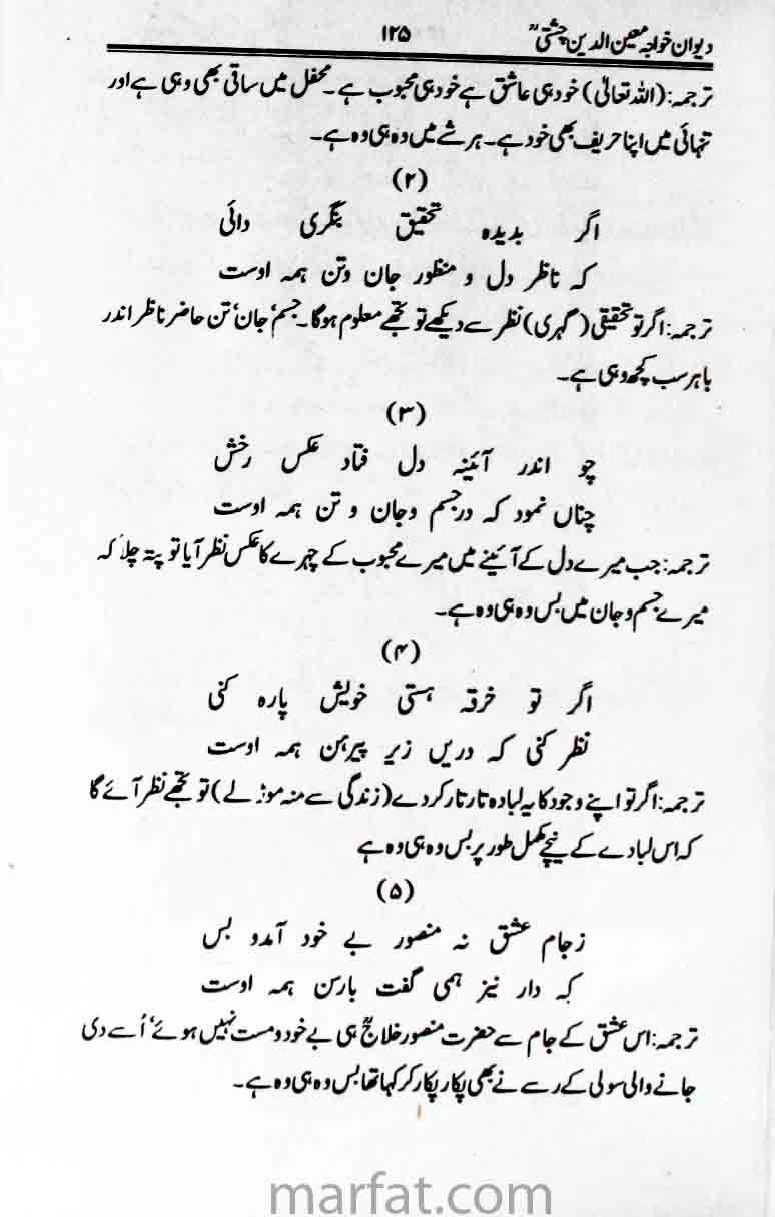 دیوان خواجہ معین الدین چشتیؒ ۱۲۵
ترجمہ: (اللہ تعالیٰ) خود ہی عاشق ہے خود ہی محبوب ہے۔ محفل میں ساقی بھی وہی ہے اور
تنہائی میں اپنا حریف بھی خود ہے۔ ہر شے میں وہ ہی وہ ہے۔
(۲)
اگر بدیدہ تحقیق بنگری دانی
کہ ناظر دل و منظور جان وتن ہمہ اوست
ترجمہ: اگر تو تحقیقی (گہری) نظر سے دیکھے تو تجھے معلوم ہوگا۔ جسم‘ جان‘ تن حاضر ناظر اندر
باہر سب کچھ وہی ہے۔
(۳)
چو اندر آئینہ دل فتاد عکس رخش
چناں نمود کہ درجسم وجان و تن ہمہ اوست
ترجمہ: جب میرے دل کے آئینے میں میرے محبوب کے چہرے کا عکس نظر آیا تو پتہ چلا‘ کہ
میرے جسم و جان میں بس وہ ہی وہ ہے۔
(۴)
اگر تو خرقہ ہستی خویش پارہ کنی
نظر کنی کہ دریں زیر پیرہن ہمہ اوست
ترجمہ: اگر تو اپنے وجود کا یہ لبادہ تار تار کر دے (زندگی سے منہ موڑ لے) تو تجھے نظر آئے گا
کہ اس لبادے کے نیچے مکمل طور پر بس وہ ہی وہ ہے
(۵)
زجام عشق نہ منصور بے خود آمدو بس
کہ دار نیز ہمی گفت بارسن ہمہ اوست
ترجمہ: اس عشق کے جام سے حضرت منصور حلاجؒ ہی بے خود ومست نہیں ہوئے‘ اُسے دی
جانے والی سولی کے رسے نے بھی پکار پکار کر کہا تھا بس وہ ہی وہ ہے۔
marfat.com